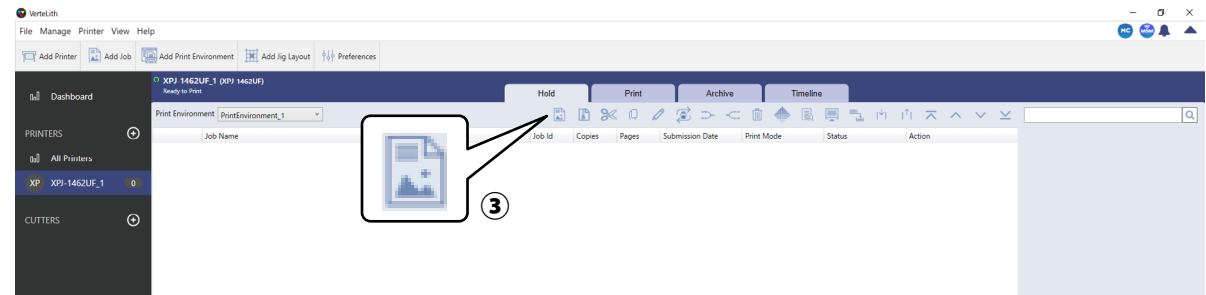 VerteLith
File Manage Printer View Help
MC MSM
Add Printer Add Job Add Print Environment Add Jig Layout Preferences
XPJ-1462UF_1 (XPJ-1462UF)
Ready to Print
Dashboard
Hold Print Archive Timeline
Print Environment PrintEnvironment_1
PRINTERS
Job Name Job Id Copies Pages Submission Date Print Mode Status Action
All Printers
XP XPJ-1462UF_1 0
③
CUTTERS